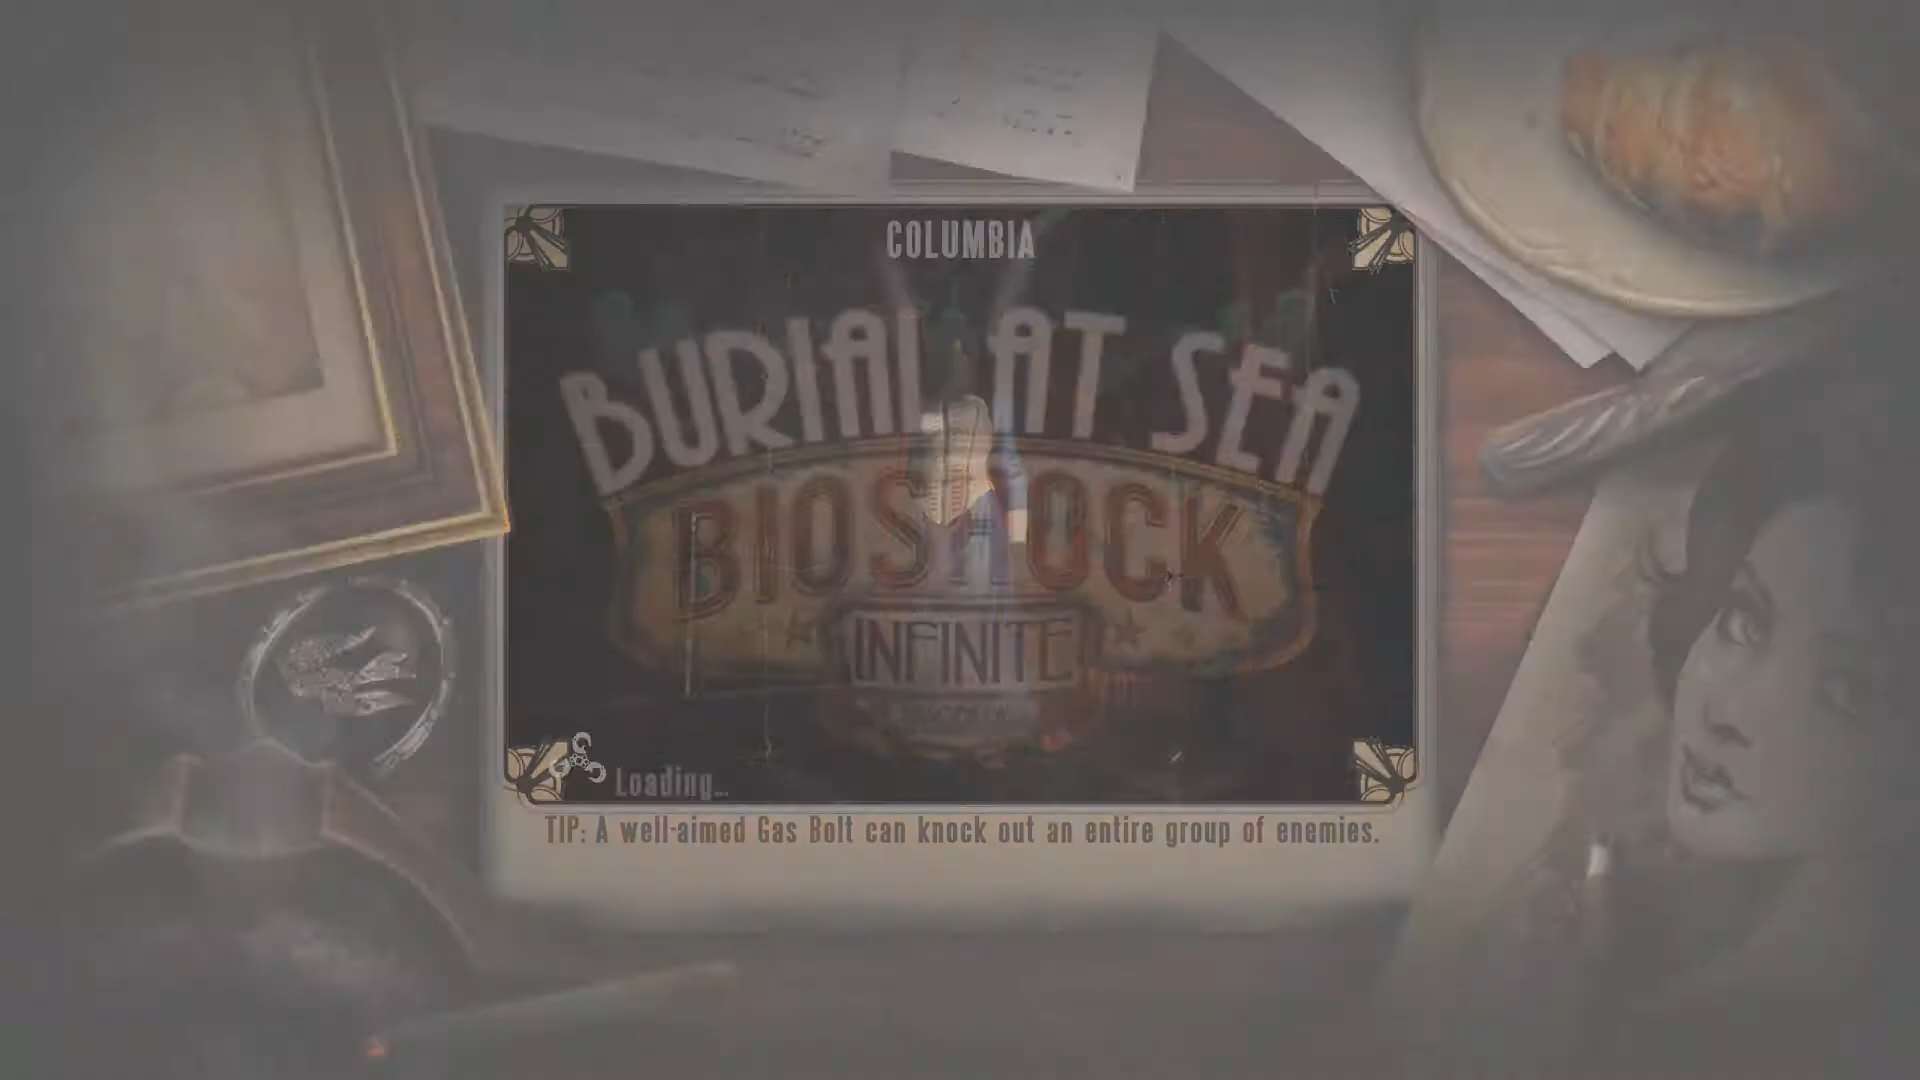 COLUMBIA
BURIAL AT SEA
BIOSHOCK
INFINITE
Loading...
TIP: A well-aimed Gas Bolt can knock out an entire group of enemies.